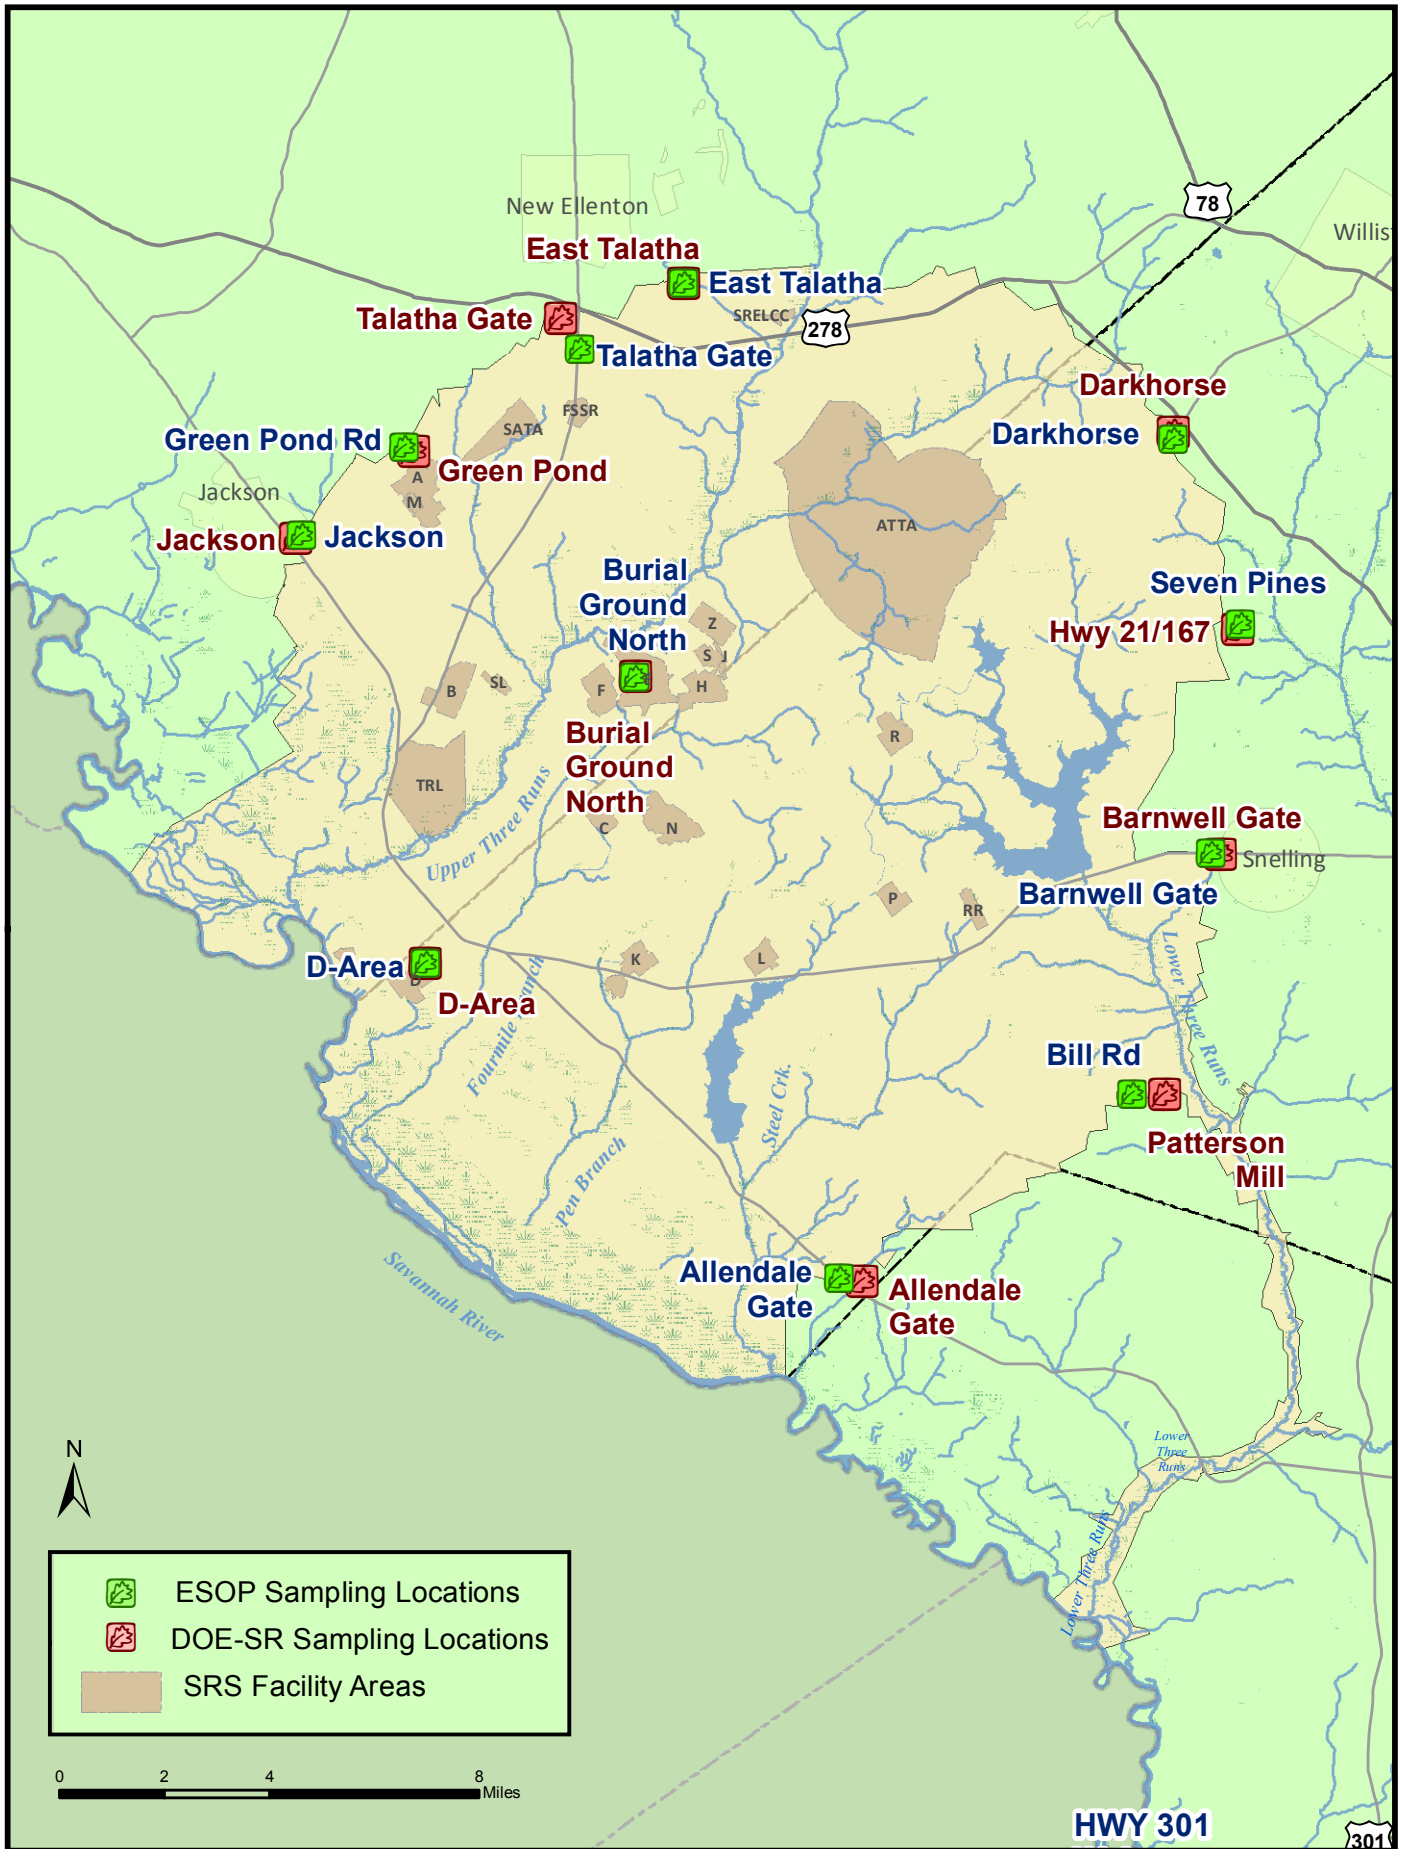 78
New Ellenton
Willis
East Talatha
East Talatha
SRELCC
278
Talatha Gate
Talatha Gate
Darkhorse
Darkhorse
FSSR
SATA
Green Pond Rd
Green Pond
A
M
Jackson
Jackson
Jackson
ATTA
Burial
Ground
North
Seven Pines
Hwy 21/167
Z
S
J
H
F
E
B
SL
R
Burial
Ground
North
TRL
C
N
Upper Three Runs
Barnwell Gate
Snelling
Barnwell Gate
P
RR
K
L
D-Area
D
D-Area
Fourmile Branch
Lower Three Runs
Bill Rd
Steel Crk.
Patterson
Mill
Pen Branch
Savannah River
Allendale
Gate
Allendale
Gate
Lower
Three
Runs
Lower Three Runs
N
ESOP Sampling Locations
DOE-SR Sampling Locations
SRS Facility Areas
0 2 4 8
Miles
HWY 301
301